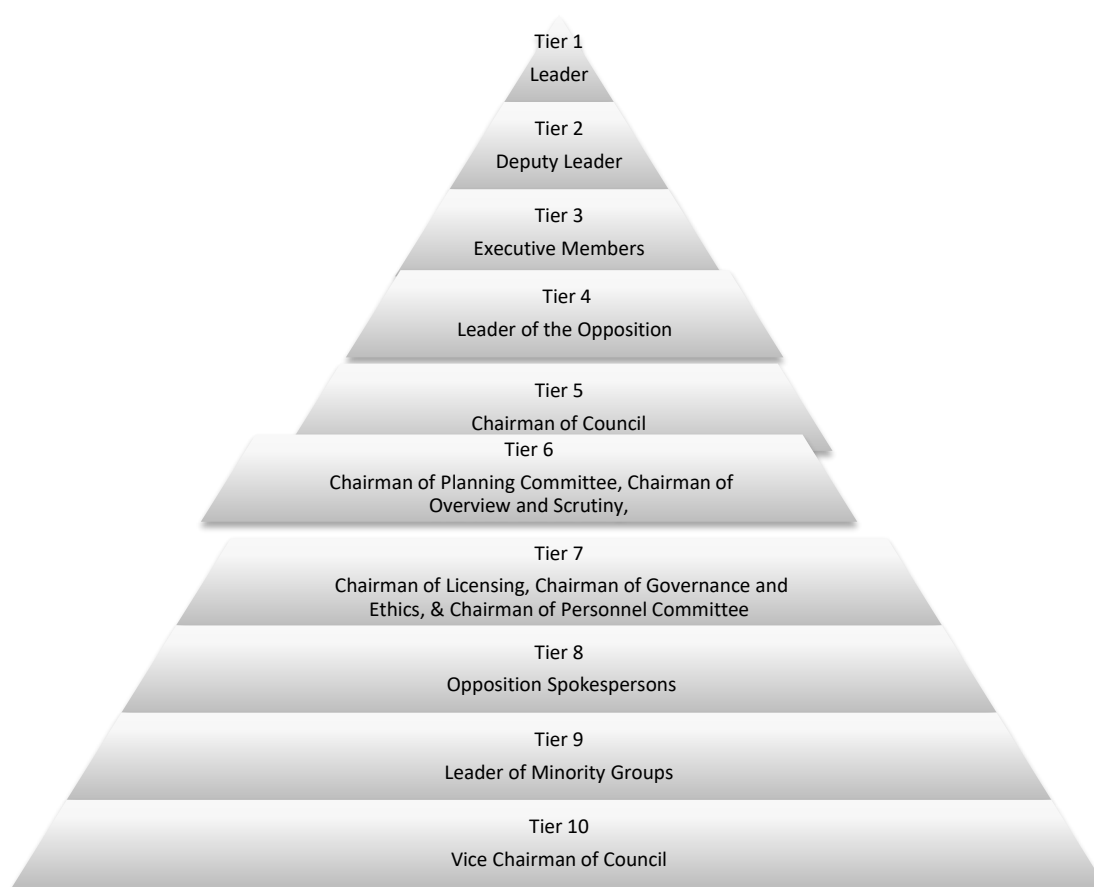 Tier 1
Leader
Tier 2
Deputy Leader
Tier 3
Executive Members
Tier 4
Leader of the Opposition
Tier 5
Chairman of Council
Tier 6
Chairman of Planning Committee, Chairman of
Overview and Scrutiny,
Tier 7
Chairman of Licensing, Chairman of Governance and
Ethics, & Chairman of Personnel Committee
Tier 8
Opposition Spokespersons
Tier 9
Leader of Minority Groups
Tier 10
Vice Chairman of Council